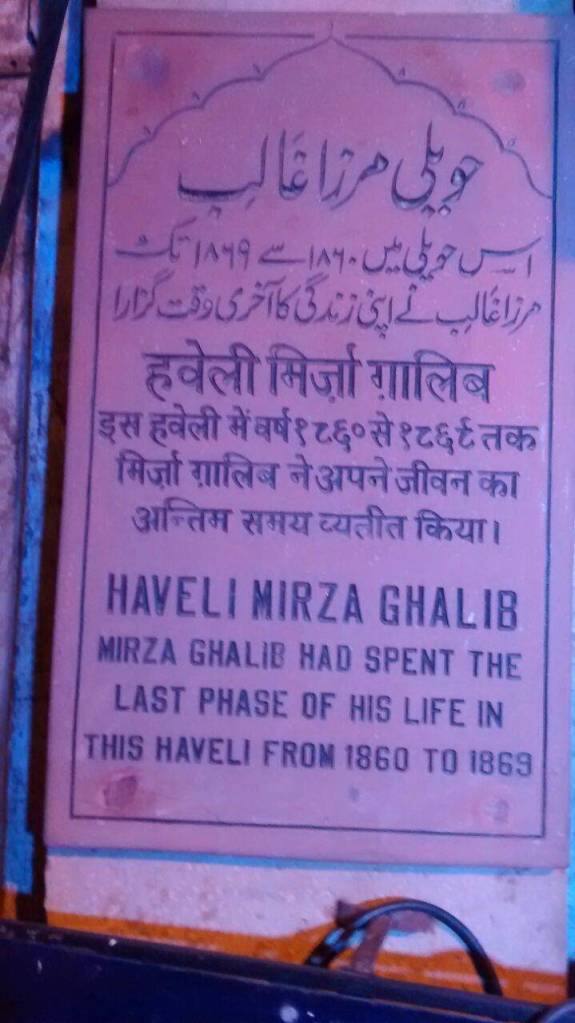 حویلی مرزا غالب
اس حویلی میں ۱۸۶۰ سے ۱۸۶۹ تک
مرزا غالب نے اپنی زندگی کا آخری وقت گزارا
हवेली मिर्ज़ा ग़ालिब
इस हवेली में वर्ष १८६० से १८६९ तक
मिर्ज़ा ग़ालिब ने अपने जीवन का
अन्तिम समय व्यतीत किया।
HAVELI MIRZA GHALIB
MIRZA GHALIB HAD SPENT THE
LAST PHASE OF HIS LIFE IN
THIS HAVELI FROM 1860 TO 1869